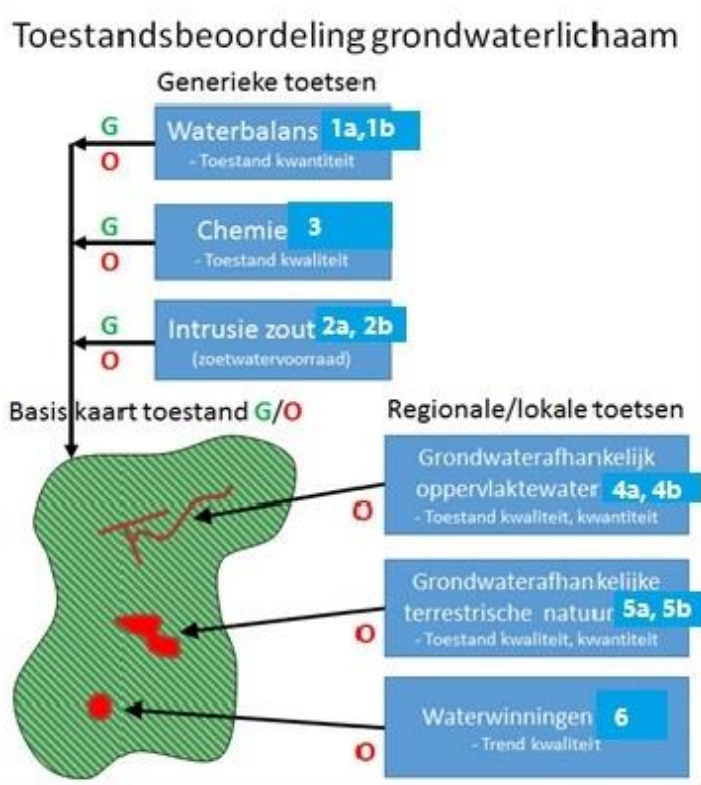 Toestandsbeoordeling grondwaterlichaam
Generieke toetsen
G
O
Waterbalans 1a,1b
- Toestand kwantiteit
G
O
Chemie 3
- Toestand kwaliteit
G
O
Intrusie zout 2a, 2b
(zoetwatervoorraad)
Basis kaart toestand G/O
Regionale/lokale toetsen
Grondwaterafhankelijk
oppervlaktewater 4a, 4b
- Toestand kwaliteit, kwantiteit
O
Grondwaterafhankelijke
terrestrische natuur 5a, 5b
- Toestand kwaliteit, kwantiteit
O
Waterwinningen 6
- Trend kwaliteit
O